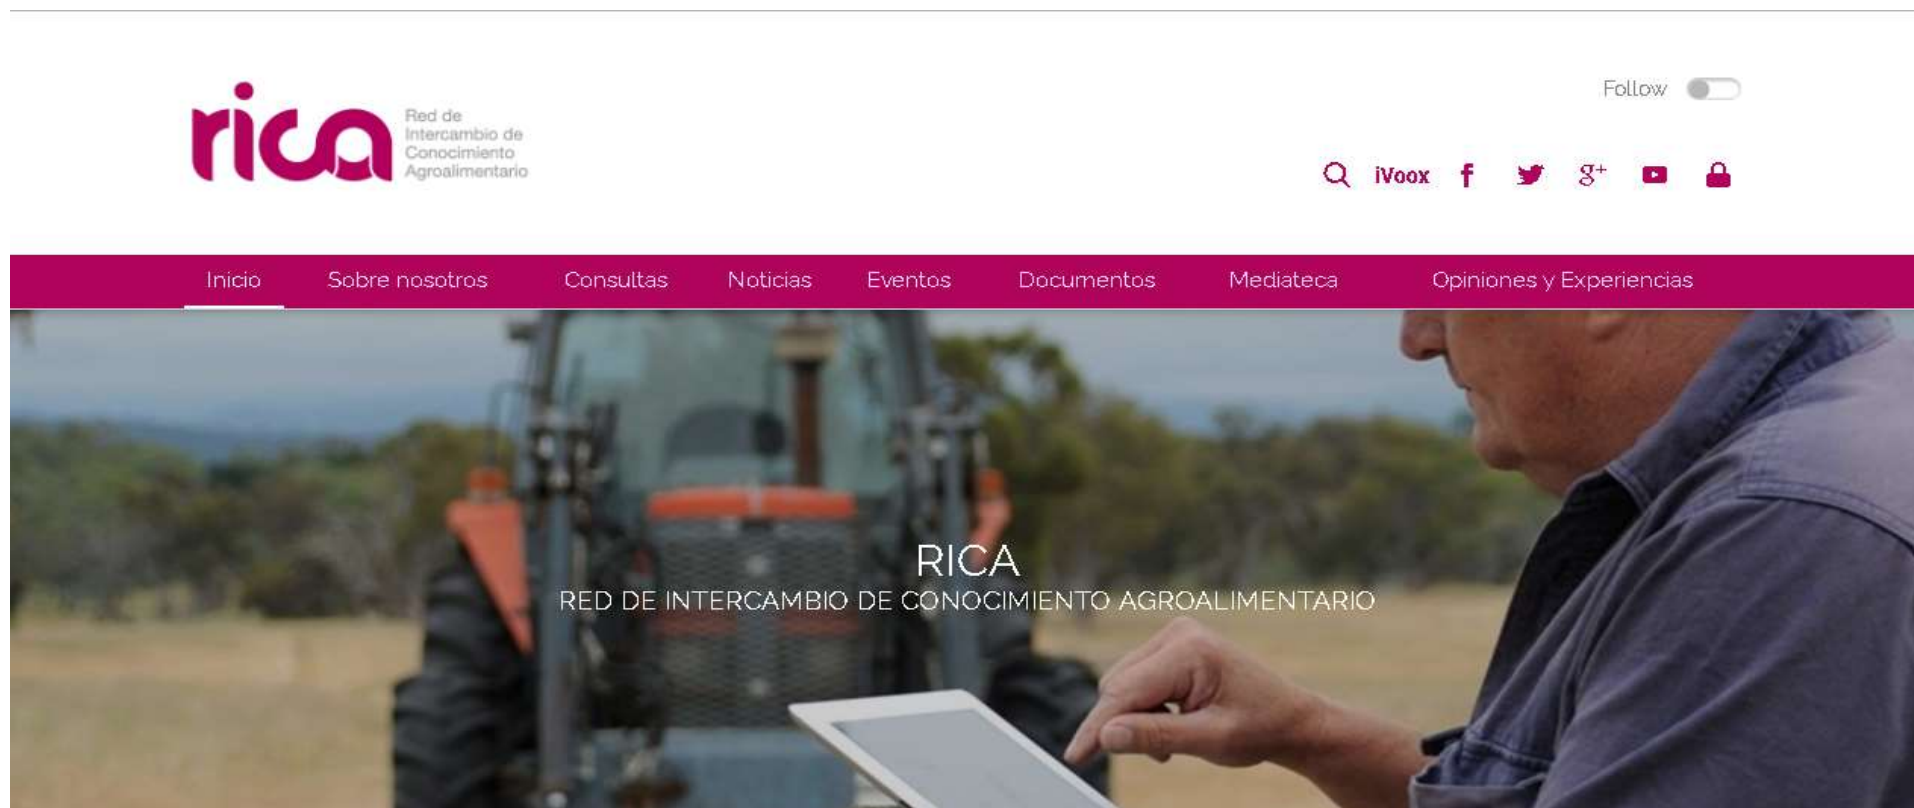 rica
Red de
Intercambio de
Conocimiento
Agroalimentario
Follow
iVoox f g+
Inicio Sobre nosotros Consultas Noticias Eventos Documentos Mediateca Opiniones y Experiencias
RICA
RED DE INTERCAMBIO DE CONOCIMIENTO AGROALIMENTARIO